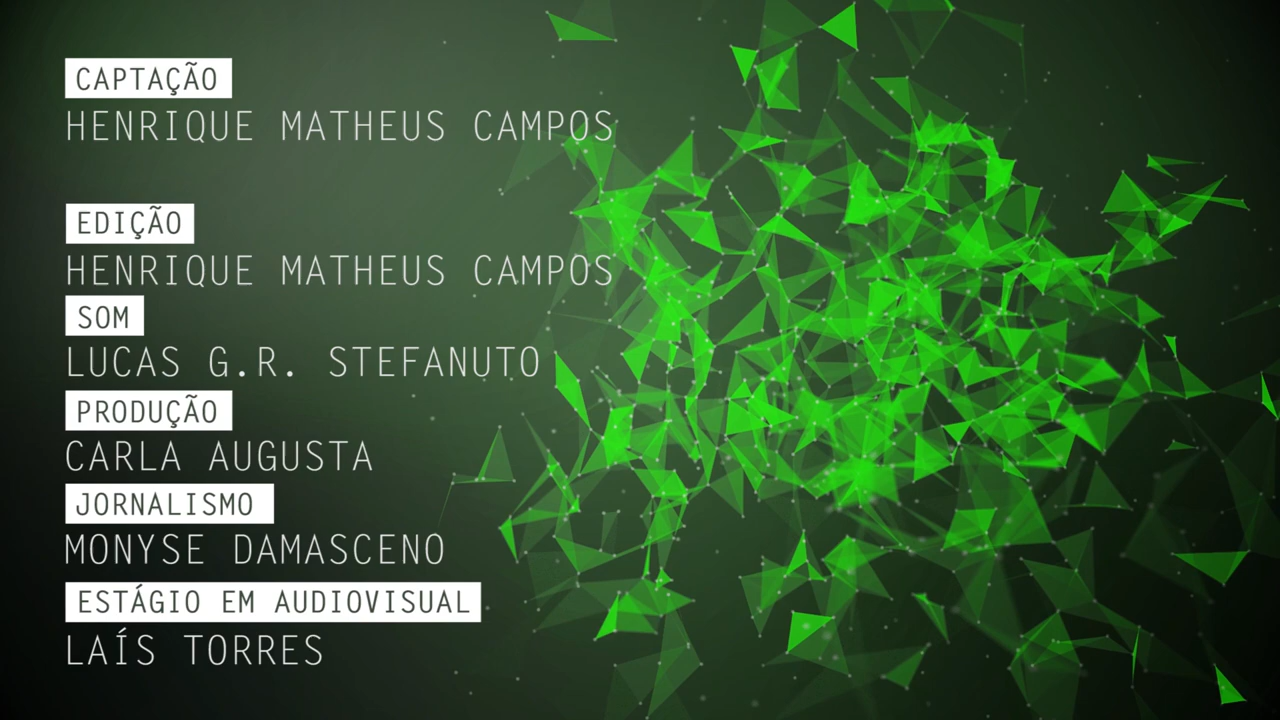 CAPTAÇÃO
HENRIQUE MATHEUS CAMPOS
EDIÇÃO
HENRIQUE MATHEUS CAMPOS
SOM
LUCAS G.R. STEFANUTO
PRODUÇÃO
CARLA AUGUSTA
JORNALISMO
MONYSE DAMASCENO
ESTÁGIO EM AUDIOVISUAL
LAÍS TORRES